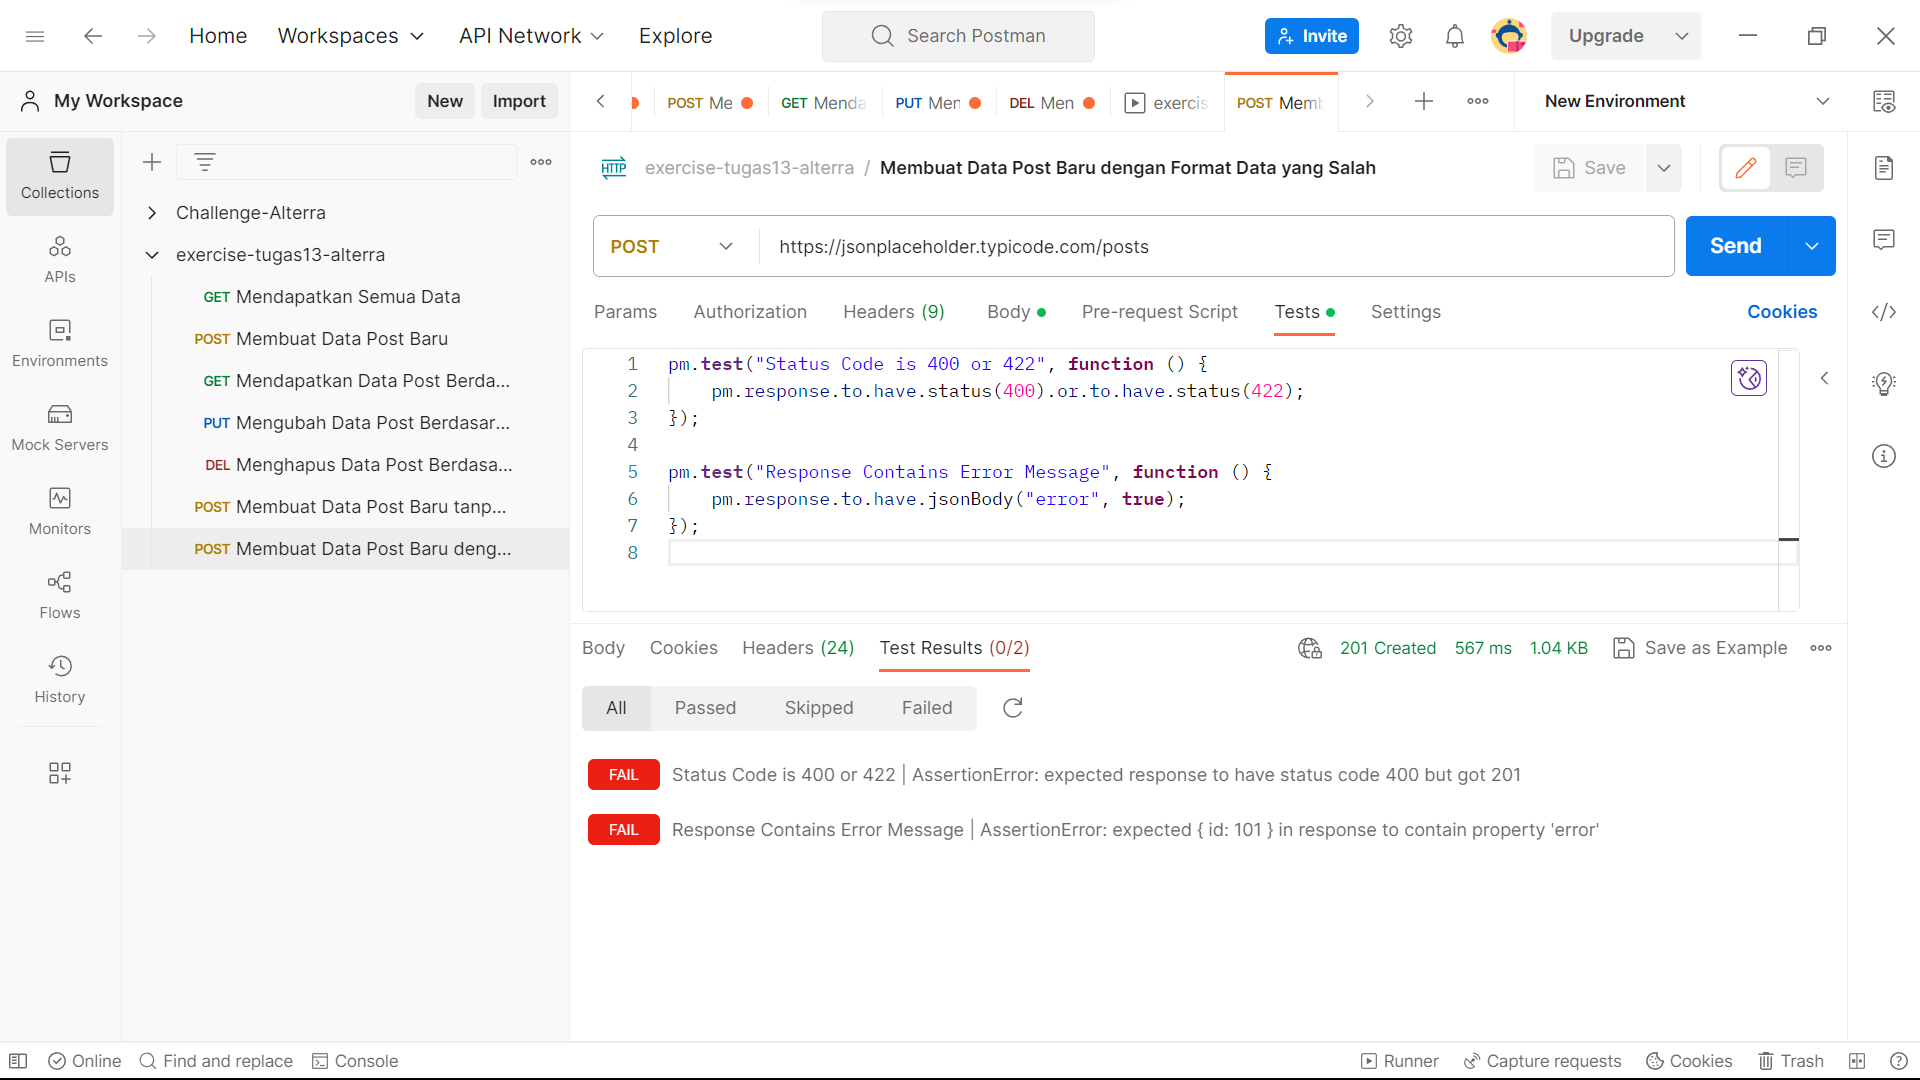 Home Workspaces API Network Explore Search Postman Invite Upgrade
My Workspace New Import
POST Me GET Menda PUT Men DEL Men exercis POST Memb New Environment
Collections
APIs
Environments
Mock Servers
Monitors
Flows
History
Challenge-Alterra
exercise-tugas13-alterra
GET Mendapatkan Semua Data
POST Membuat Data Post Baru
GET Mendapatkan Data Post Berda...
PUT Mengubah Data Post Berdasar...
DEL Menghapus Data Post Berdasa...
POST Membuat Data Post Baru tanp...
POST Membuat Data Post Baru deng...
HTTP exercise-tugas13-alterra / Membuat Data Post Baru dengan Format Data yang Salah Save
POST https://jsonplaceholder.typicode.com/posts Send
Params Authorization Headers (9) Body Pre-request Script Tests Settings Cookies
1 pm.test("Status Code is 400 or 422", function () {
2 pm.response.to.have.status(400).or.to.have.status(422);
3 });
4
5 pm.test("Response Contains Error Message", function () {
6 pm.response.to.have.jsonBody("error", true);
7 });
8
Body Cookies Headers (24) Test Results (0/2) 201 Created 567 ms 1.04 KB Save as Example
All Passed Skipped Failed
FAIL Status Code is 400 or 422 | AssertionError: expected response to have status code 400 but got 201
FAIL Response Contains Error Message | AssertionError: expected { id: 101 } in response to contain property 'error'
Online Find and replace Console Runner Capture requests Cookies Trash